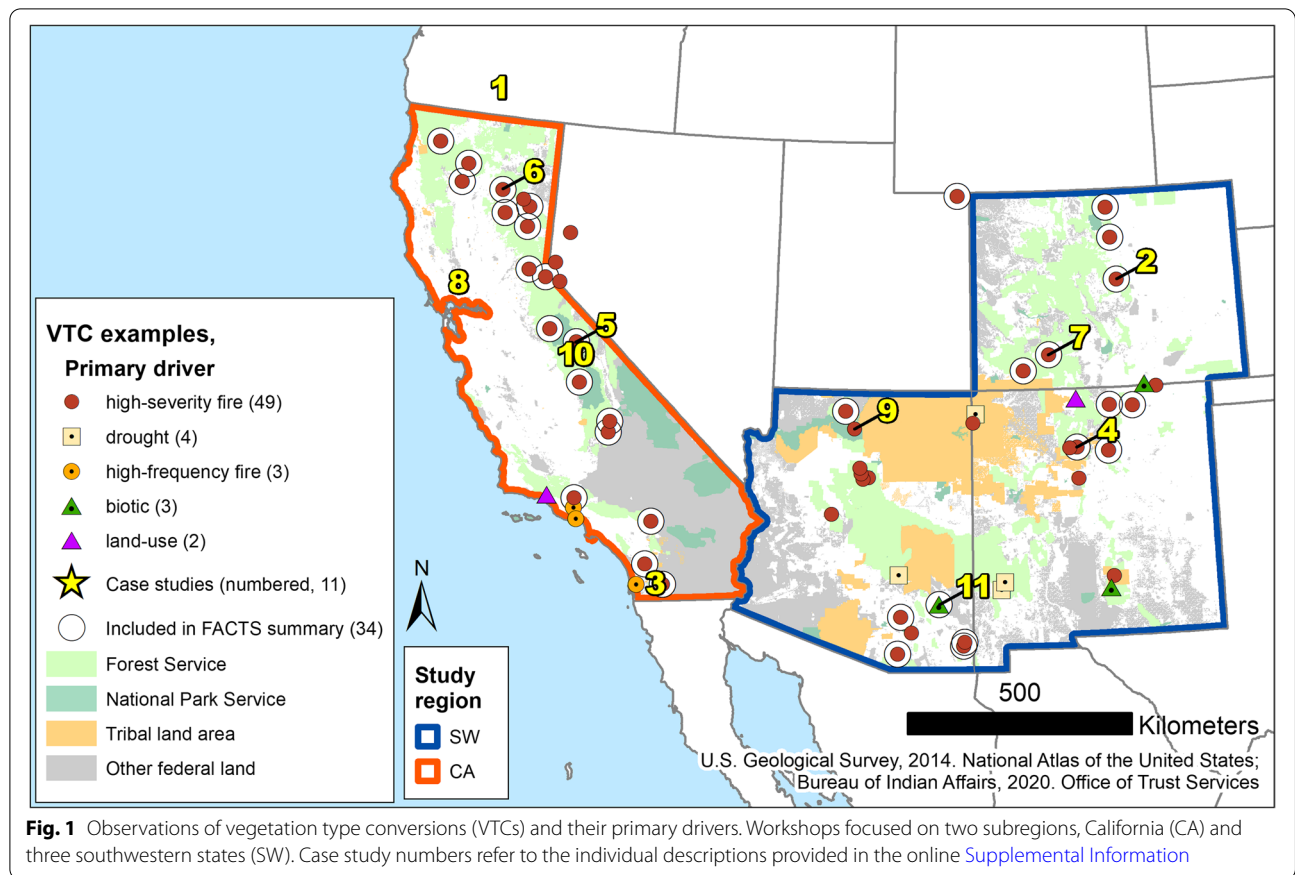 1
6
8
5
10
3
2
7
9
4
11
VTC examples,
Primary driver
high-severity fire (49)
drought (4)
high-frequency fire (3)
biotic (3)
land-use (2)
Case studies (numbered, 11)
Included in FACTS summary (34)
Forest Service
National Park Service
Tribal land area
Other federal land
N
Study
region
SW
CA
500
Kilometers
U.S. Geological Survey, 2014. National Atlas of the United States;
Bureau of Indian Affairs, 2020. Office of Trust Services
Fig. 1 Observations of vegetation type conversions (VTCs) and their primary drivers. Workshops focused on two subregions, California (CA) and
three southwestern states (SW). Case study numbers refer to the individual descriptions provided in the online Supplemental Information